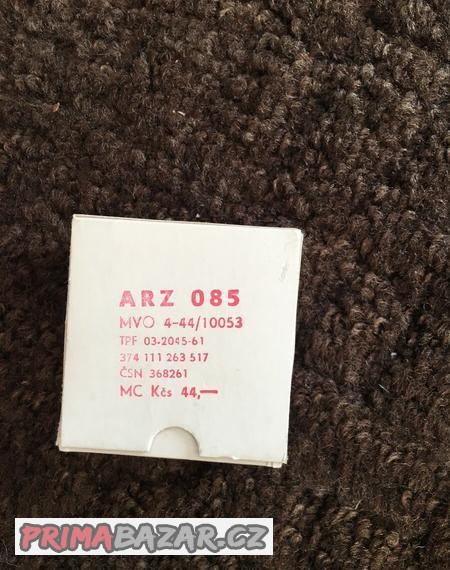 ARZ 085
MVO 4-44/10053
TPF 03-2045-61
374 111 263 517
ČSN 368261
MC Kčs 44,—
PRIMABAZAR.CZ